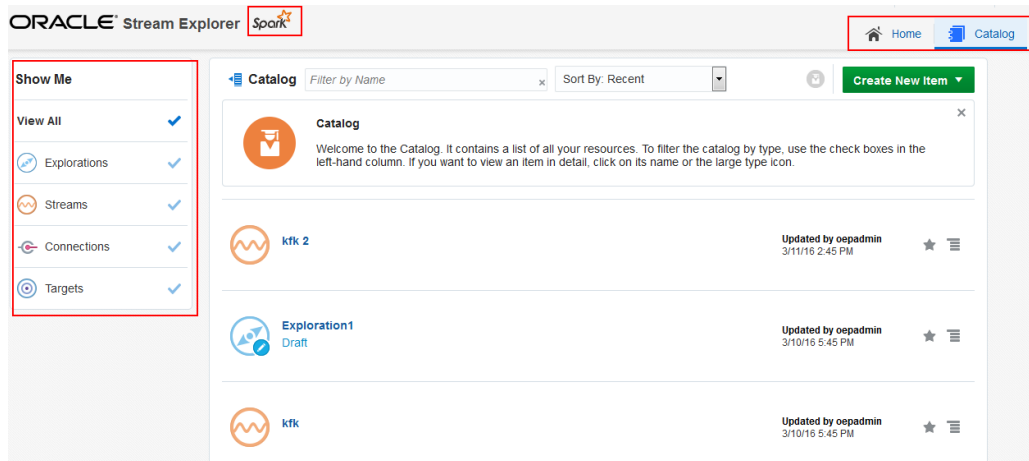 ORACLE® Stream Explorer Spark
Home Catalog
Show Me
View All
Explorations
Streams
Connections
Targets
Catalog Filter by Name x Sort By: Recent Create New Item
Catalog
Welcome to the Catalog. It contains a list of all your resources. To filter the catalog by type, use the check boxes in the
left-hand column. If you want to view an item in detail, click on its name or the large type icon.
kfk 2
Updated by oepadmin
3/11/16 2:45 PM
Exploration1
Draft
Updated by oepadmin
3/10/16 5:45 PM
kfk
Updated by oepadmin
3/10/16 5:45 PM